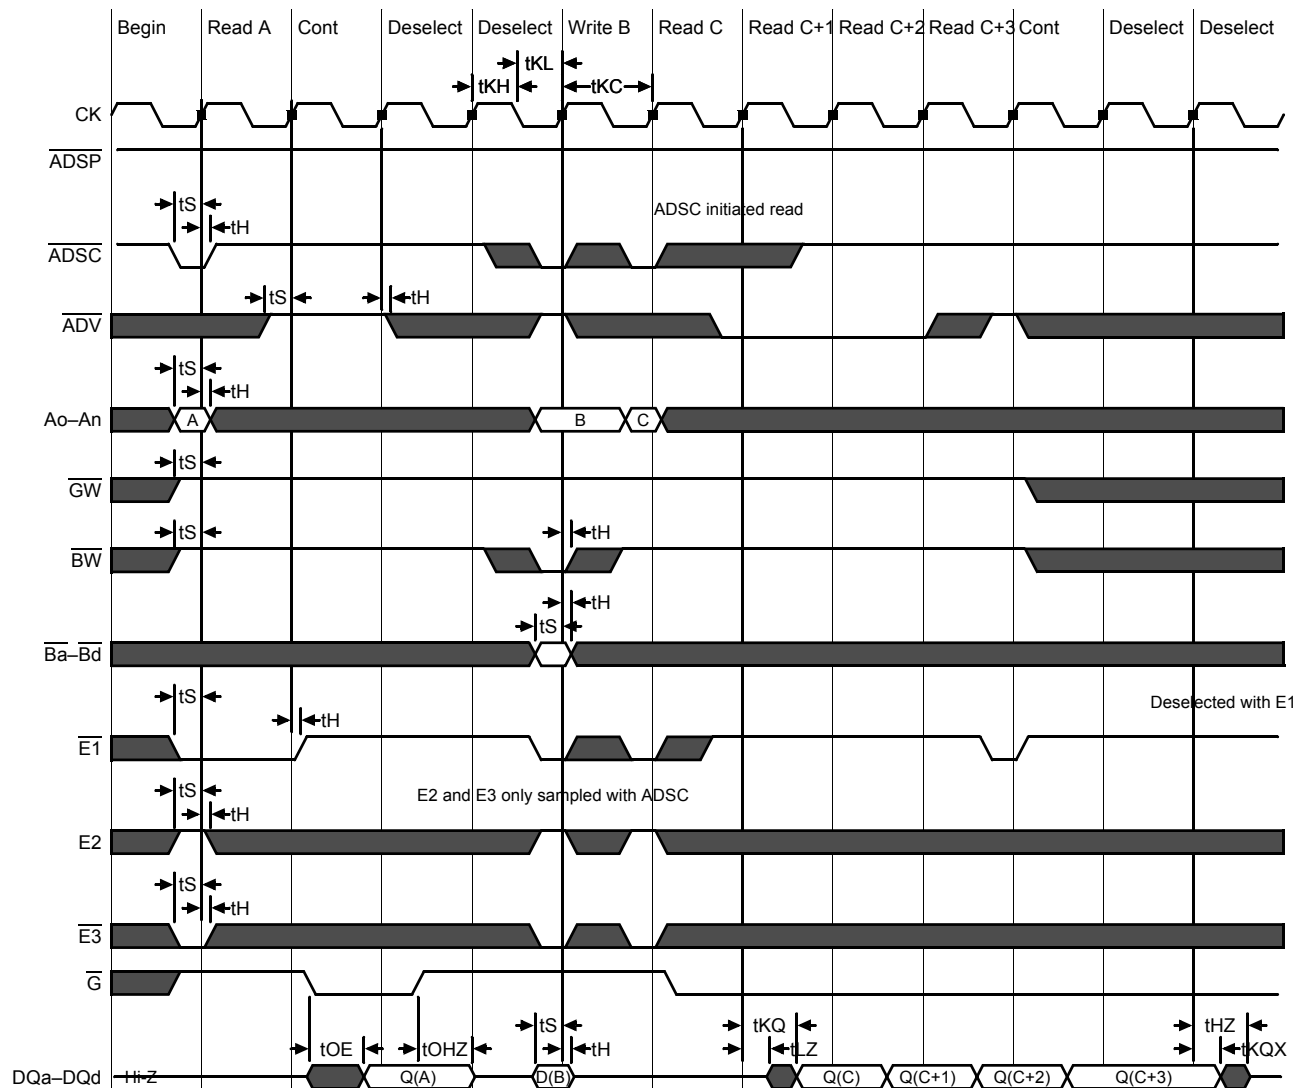 Begin Read A Cont Deselect Deselect Write B Read C Read C+1 Read C+2 Read C+3 Cont Deselect Deselect
tKL
tKH tKC
CK
ADSP
tS
ADSC initiated read
tH
ADSC
tS tH
ADV
tS
tH
Ao–An A B C
tS
GW
tS tH
BW
tH
tS
Ba–Bd
tS
Deselected with E1
tH
E1
tS
E2 and E3 only sampled with ADSC
tH
E2
tS
tH
E3
G
tS tKQ tHZ
tOE tOHZ tH tLZ tKQX
DQa–DQd Hi-Z Q(A) D(B) Q(C) Q(C+1) Q(C+2) Q(C+3)